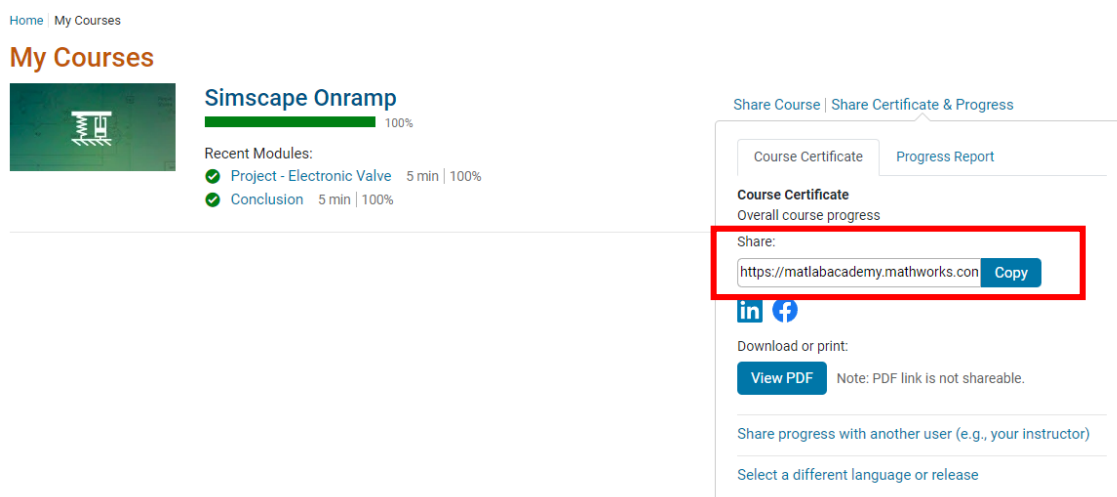 Home | My Courses
My Courses
Simscape Onramp
100%
Recent Modules:
Project - Electronic Valve 5 min | 100%
Conclusion 5 min | 100%
Share Course | Share Certificate & Progress
Course Certificate Progress Report
Course Certificate
Overall course progress
Share:
https://matlabacademy.mathworks.con Copy
in f
Download or print:
View PDF Note: PDF link is not shareable.
Share progress with another user (e.g., your instructor)
Select a different language or release